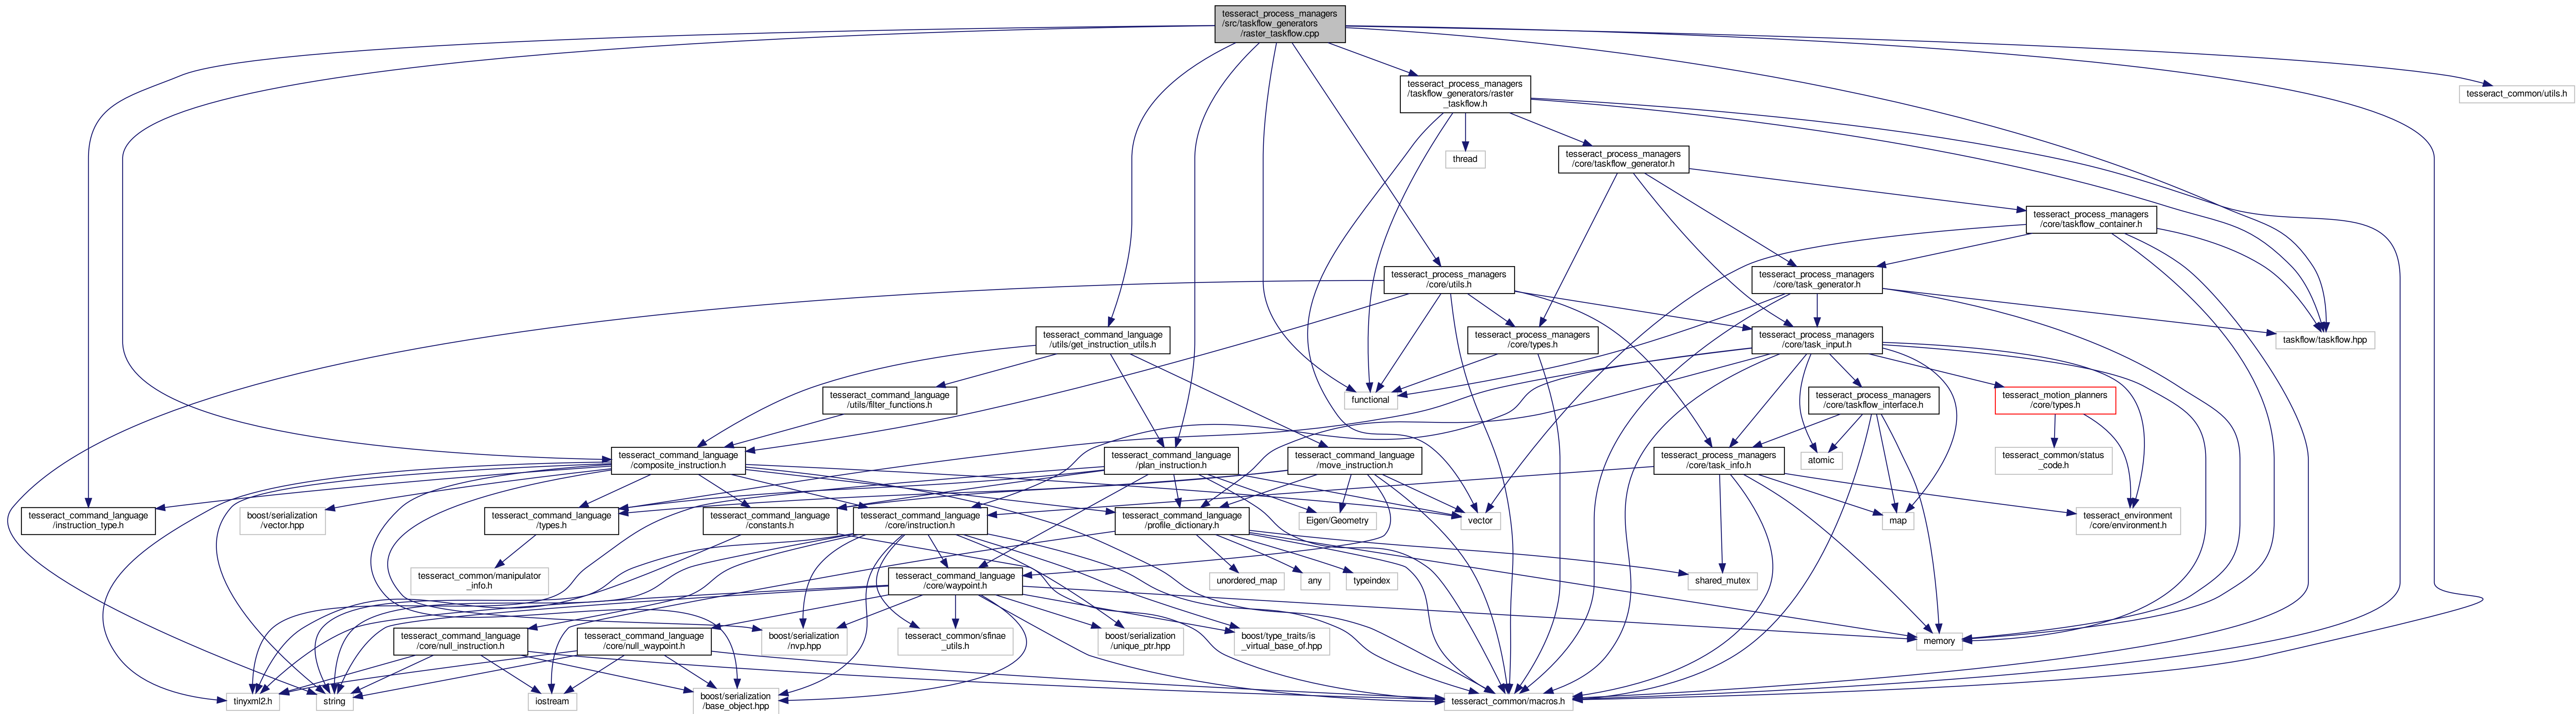 tesseract_process_managers
/src/taskflow_generators
/raster_taskflow.cpp
tesseract_process_managers
/taskflow_generators/raster
_taskflow.h
tesseract_common/utils.h
thread
tesseract_process_managers
/core/taskflow_generator.h
tesseract_process_managers
/core/taskflow_container.h
tesseract_process_managers
/core/utils.h
tesseract_process_managers
/core/task_generator.h
tesseract_command_language
/utils/get_instruction_utils.h
tesseract_process_managers
/core/types.h
tesseract_process_managers
/core/task_input.h
taskflow/taskflow.hpp
tesseract_command_language
/utils/filter_functions.h
functional
tesseract_process_managers
/core/taskflow_interface.h
tesseract_motion_planners
/core/types.h
tesseract_command_language
/composite_instruction.h
tesseract_command_language
/plan_instruction.h
tesseract_command_language
/move_instruction.h
tesseract_process_managers
/core/task_info.h
atomic
tesseract_common/status
_code.h
tesseract_command_language
/instruction_type.h
boost/serialization
/vector.hpp
tesseract_command_language
/types.h
tesseract_command_language
/constants.h
tesseract_command_language
/core/instruction.h
tesseract_command_language
/profile_dictionary.h
Eigen/Geometry
vector
map
tesseract_environment
/core/environment.h
tesseract_common/manipulator
_info.h
tesseract_command_language
/core/waypoint.h
unordered_map
any
typeindex
shared_mutex
tesseract_command_language
/core/null_instruction.h
tesseract_command_language
/core/null_waypoint.h
boost/serialization
/nvp.hpp
tesseract_common/sfinae
_utils.h
boost/serialization
/unique_ptr.hpp
boost/type_traits/is
_virtual_base_of.hpp
memory
tinyxml2.h
string
iostream
boost/serialization
/base_object.hpp
tesseract_common/macros.h